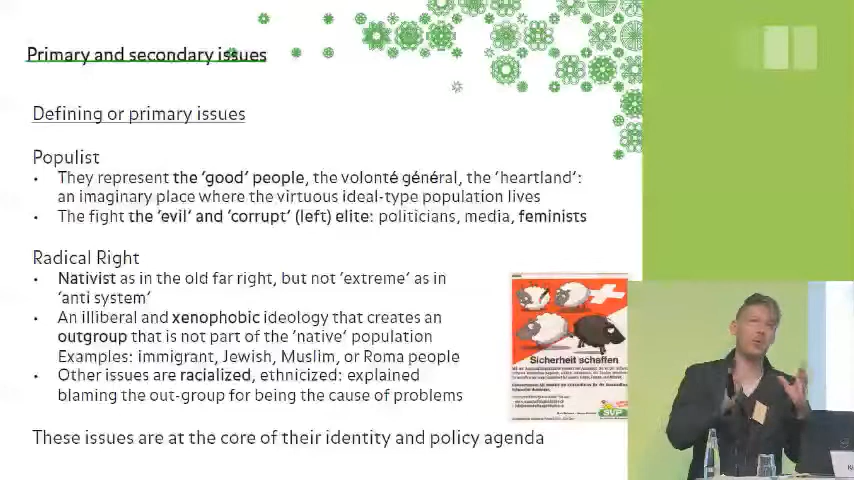 Primary and secondary issues
Defining or primary issues
Populist
• They represent the ‘good’ people, the volonté général, the ‘heartland’:
an imaginary place where the virtuous ideal-type population lives
• The fight the ‘evil’ and ‘corrupt’ (left) elite: politicians, media, feminists
Radical Right
• Nativist as in the old far right, but not ‘extreme’ as in
‘anti system’
• An illiberal and xenophobic ideology that creates an
outgroup that is not part of the ‘native’ population
Examples: immigrant, Jewish, Muslim, or Roma people
• Other issues are racialized, ethnicized: explained
blaming the out-group for being the cause of problems
Sicherheit schaffen
SVP
These issues are at the core of their identity and policy agenda